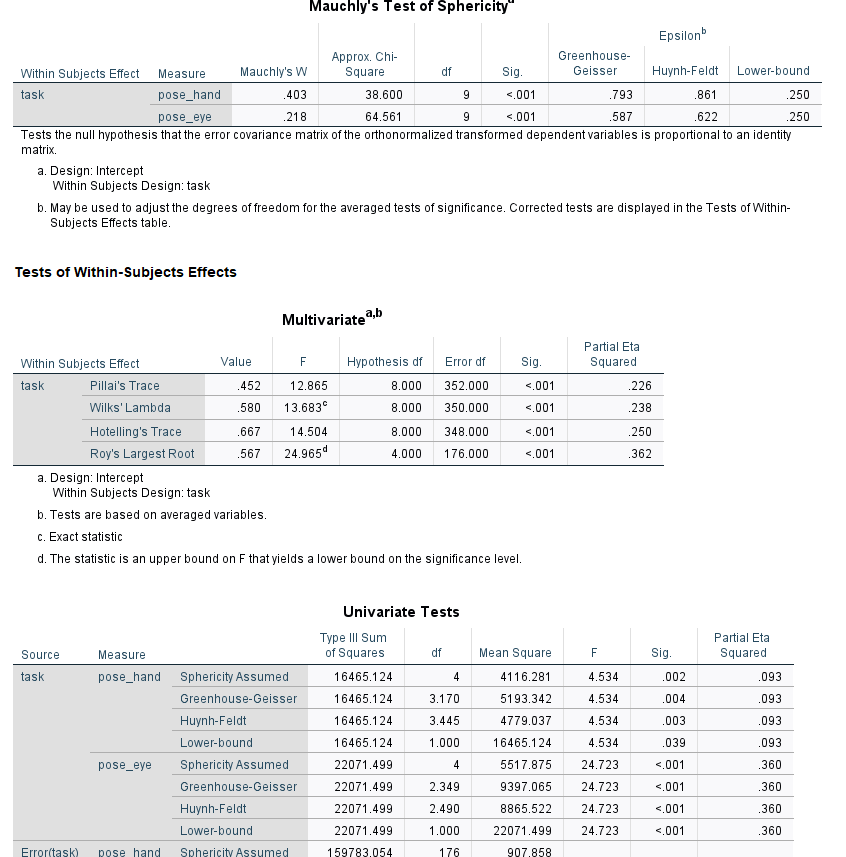 Mauchly's Test of Sphericity^a
Epsilon^b
Within Subjects Effect Measure Mauchly's W Approx. Chi-Square df Sig. Greenhouse-Geisser Huynh-Feldt Lower-bound
task pose_hand .403 38.600 9 <.001 .793 .861 .250
pose_eye .218 64.561 9 <.001 .587 .622 .250
Tests the null hypothesis that the error covariance matrix of the orthonormalized transformed dependent variables is proportional to an identity
matrix.
a. Design: Intercept
Within Subjects Design: task
b. May be used to adjust the degrees of freedom for the averaged tests of significance. Corrected tests are displayed in the Tests of Within-
Subjects Effects table.
Tests of Within-Subjects Effects
Multivariate^a,b
Within Subjects Effect Value F Hypothesis df Error df Sig. Partial Eta Squared
task Pillai's Trace .452 12.865 8.000 352.000 <.001 .226
Wilks' Lambda .580 13.683^c 8.000 350.000 <.001 .238
Hotelling's Trace .667 14.504 8.000 348.000 <.001 .250
Roy's Largest Root .567 24.965^d 4.000 176.000 <.001 .362
a. Design: Intercept
Within Subjects Design: task
b. Tests are based on averaged variables.
c. Exact statistic
d. The statistic is an upper bound on F that yields a lower bound on the significance level.
Univariate Tests
Source Measure Type III Sum of Squares df Mean Square F Sig. Partial Eta Squared
task pose_hand Sphericity Assumed 16465.124 4 4116.281 4.534 .002 .093
Greenhouse-Geisser 16465.124 3.170 5193.342 4.534 .004 .093
Huynh-Feldt 16465.124 3.445 4779.037 4.534 .003 .093
Lower-bound 16465.124 1.000 16465.124 4.534 .039 .093
pose_eye Sphericity Assumed 22071.499 4 5517.875 24.723 <.001 .360
Greenhouse-Geisser 22071.499 2.349 9397.065 24.723 <.001 .360
Huynh-Feldt 22071.499 2.490 8865.522 24.723 <.001 .360
Lower-bound 22071.499 1.000 22071.499 24.723 <.001 .360
Error(task) pose_hand Sphericity Assumed 159783.054 176 907.858